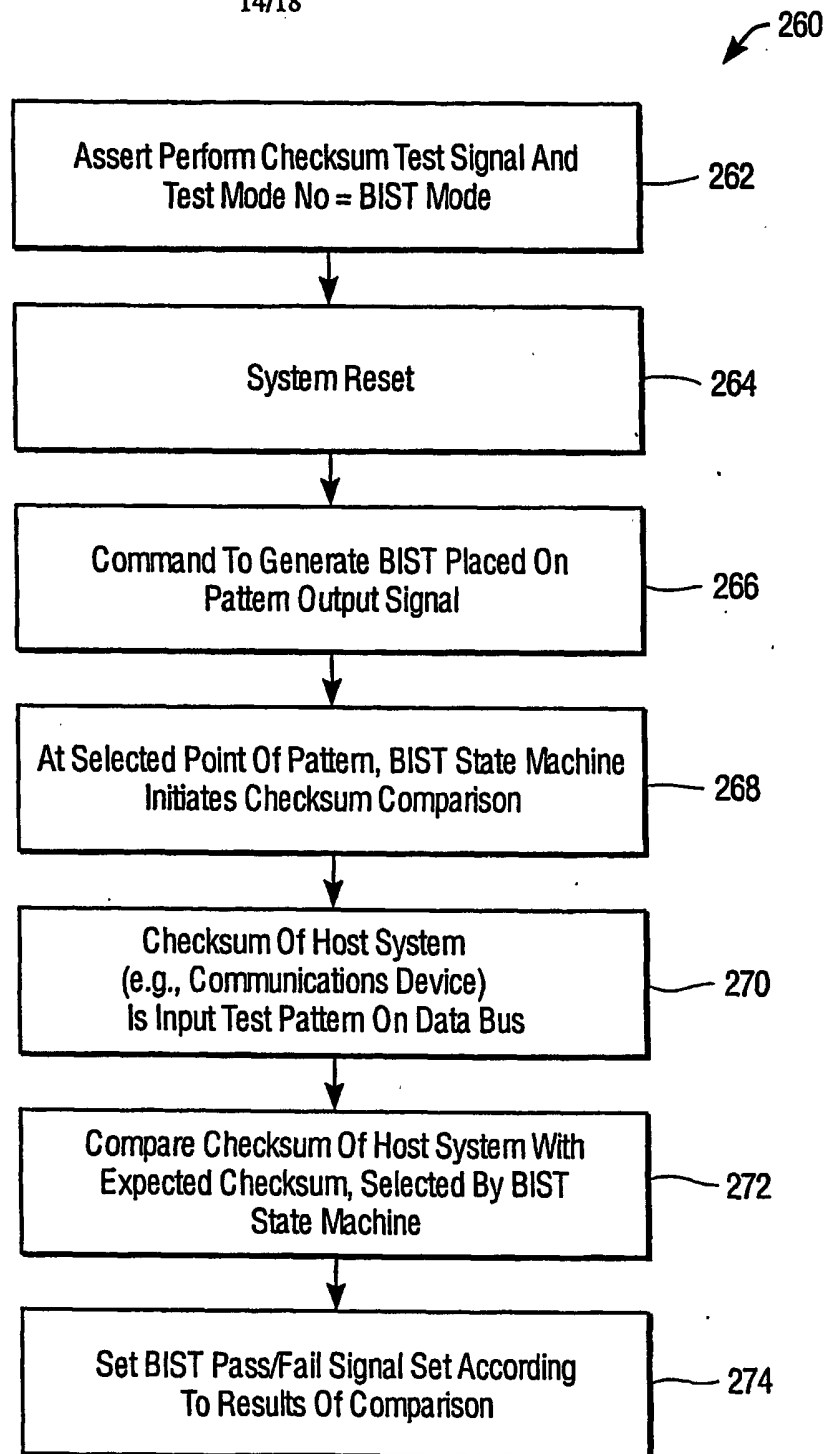 14/18
260
Assert Perform Checksum Test Signal And
Test Mode No = BIST Mode
262
System Reset
264
Command To Generate BIST Placed On
Pattern Output Signal
266
At Selected Point Of Pattern, BIST State Machine
Initiates Checksum Comparison
268
Checksum Of Host System
(e.g., Communications Device)
Is Input Test Pattern On Data Bus
270
Compare Checksum Of Host System With
Expected Checksum, Selected By BIST
State Machine
272
Set BIST Pass/Fail Signal Set According
To Results Of Comparison
274